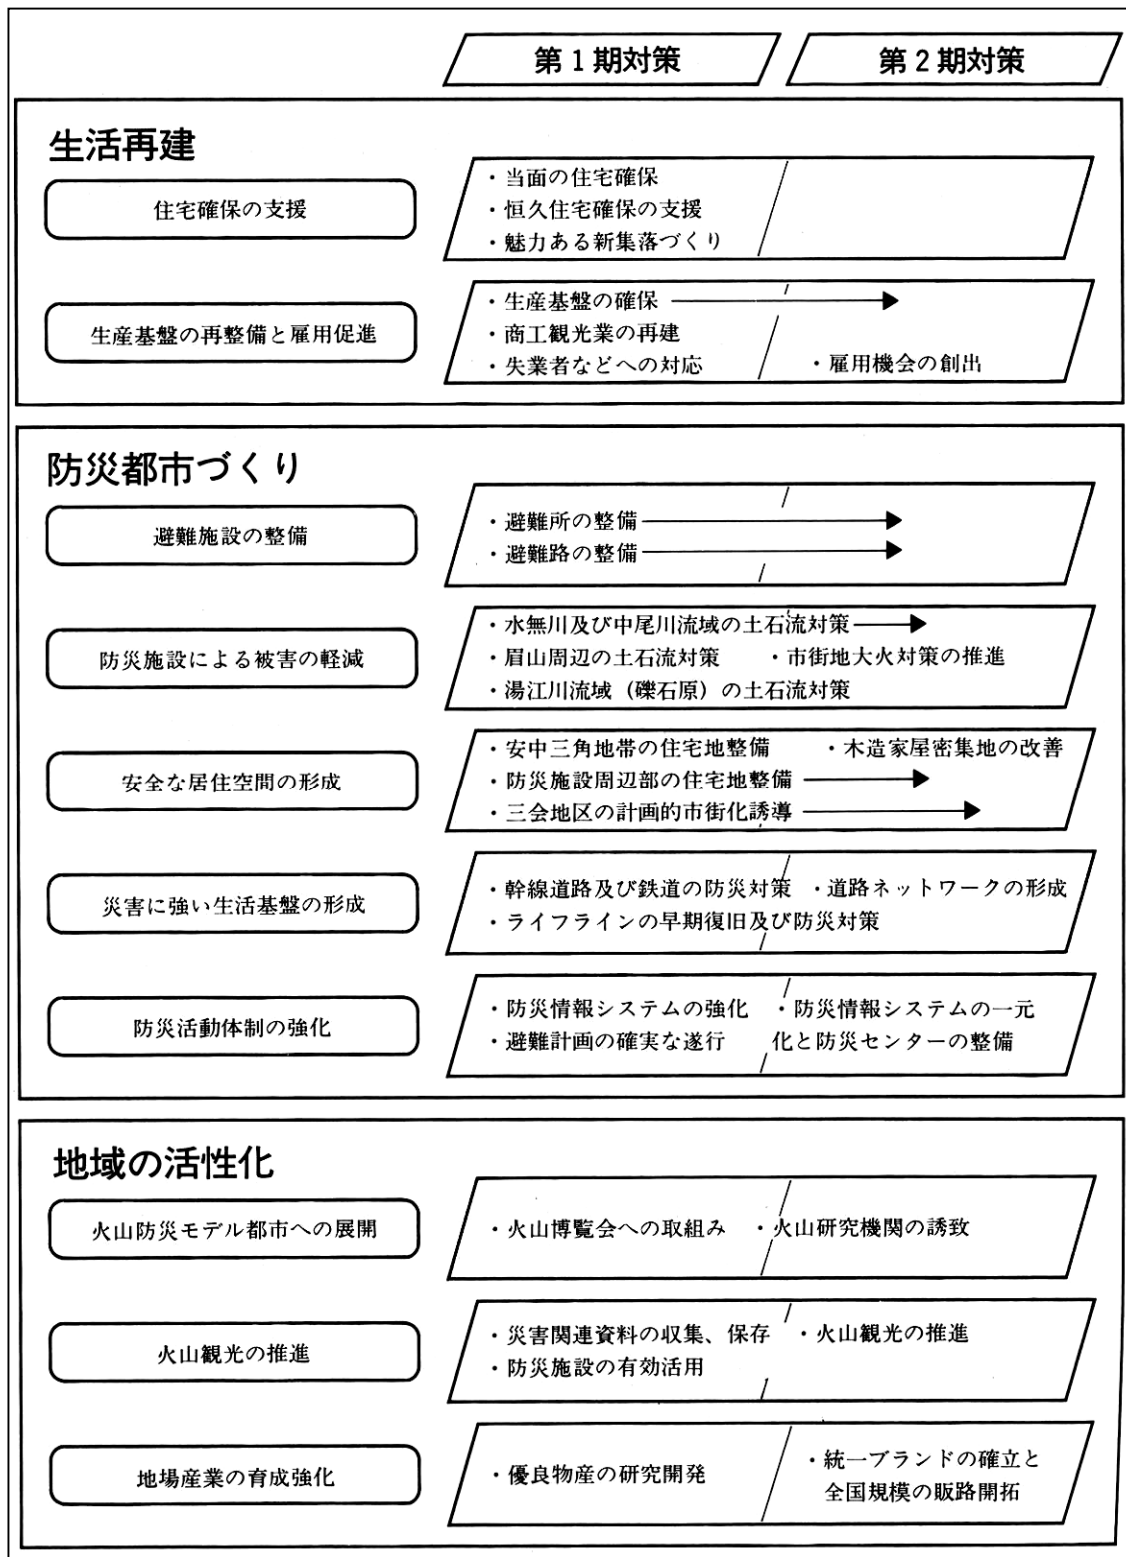 第1期対策
第2期対策
生活再建
住宅確保の支援
・当面の住宅確保
・恒久住宅確保の支援
・魅力ある新集落づくり
生産基盤の再整備と雇用促進
・生産基盤の確保
・商工観光業の再建
・失業者などへの対応
・雇用機会の創出
防災都市づくり
避難施設の整備
・避難所の整備
・避難路の整備
防災施設による被害の軽減
・水無川及び中尾川流域の土石流対策
・眉山周辺の土石流対策
・市街地大火対策の推進
・湯江川流域（礫石原）の土石流対策
安全な居住空間の形成
・安中三角地帯の住宅地整備
・木造家屋密集地の改善
・防災施設周辺部の住宅地整備
・三会地区の計画的市街化誘導
災害に強い生活基盤の形成
・幹線道路及び鉄道の防災対策
・道路ネットワークの形成
・ライフラインの早期復旧及び防災対策
防災活動体制の強化
・防災情報システムの強化
・避難計画の確実な遂行
・防災情報システムの一元
化と防災センターの整備
地域の活性化
火山防災モデル都市への展開
・火山博覧会への取組み
・火山研究機関の誘致
火山観光の推進
・災害関連資料の収集、保存
・火山観光の推進
・防災施設の有効活用
地場産業の育成強化
・優良物産の研究開発
・統一ブランドの確立と
全国規模の販路開拓